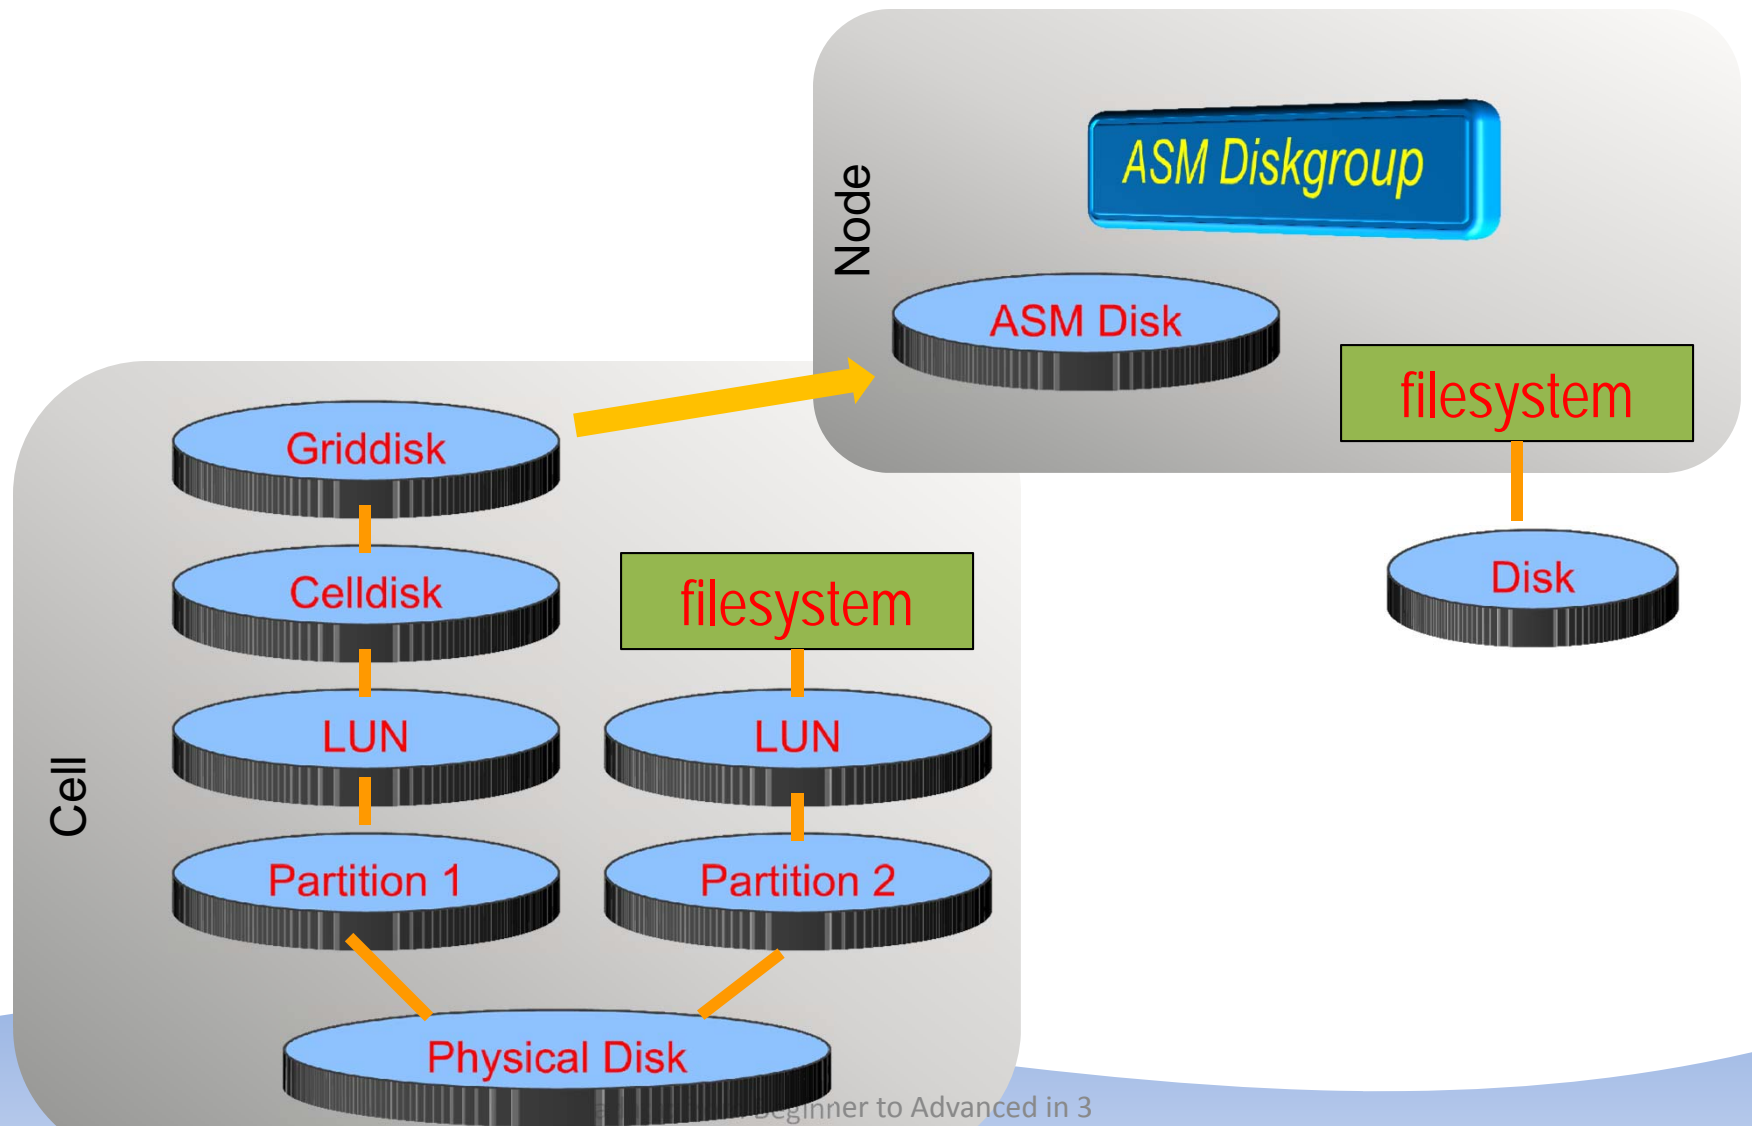 ASM Diskgroup
Node
ASM Disk
filesystem
Griddisk
Disk
Celldisk
filesystem
LUN
LUN
Cell
Partition 1
Partition 2
Physical Disk
Beginner to Advanced in 3